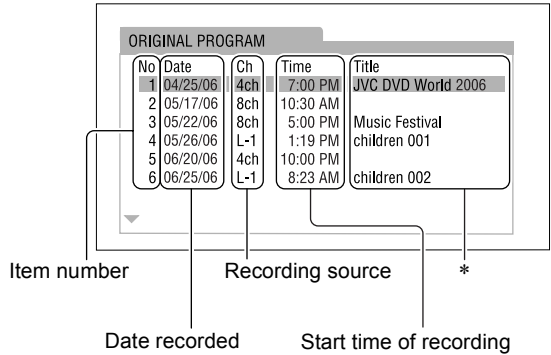 ORIGINAL PROGRAM
No Date Ch Time Title
1 04/25/06 4ch 7:00 PM JVC DVD World 2006
2 05/17/06 8ch 10:30 AM
3 05/22/06 8ch 5:00 PM Music Festival
4 05/26/06 L-1 1:19 PM children 001
5 06/20/06 4ch 10:00 PM
6 06/25/06 L-1 8:23 AM children 002
Item number Recording source *
Date recorded Start time of recording